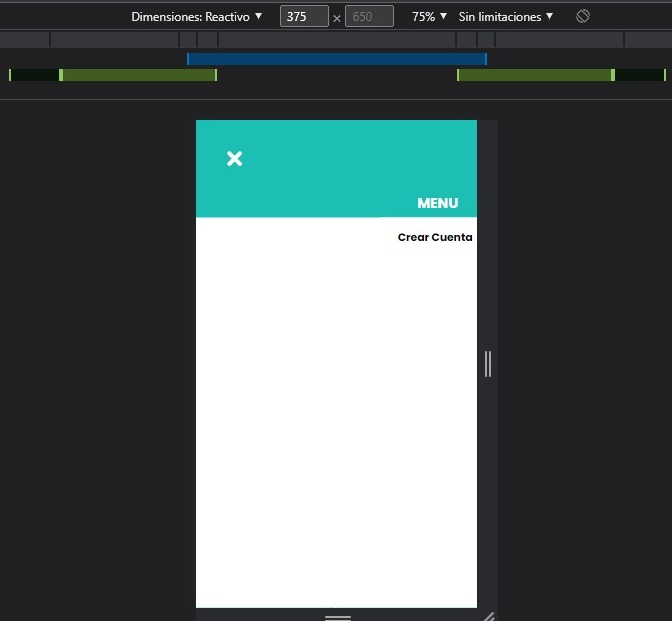 Dimensiones: Reactivo ▼ 375 × 650 75% ▼ Sin limitaciones ▼
MENU
Crear Cuenta